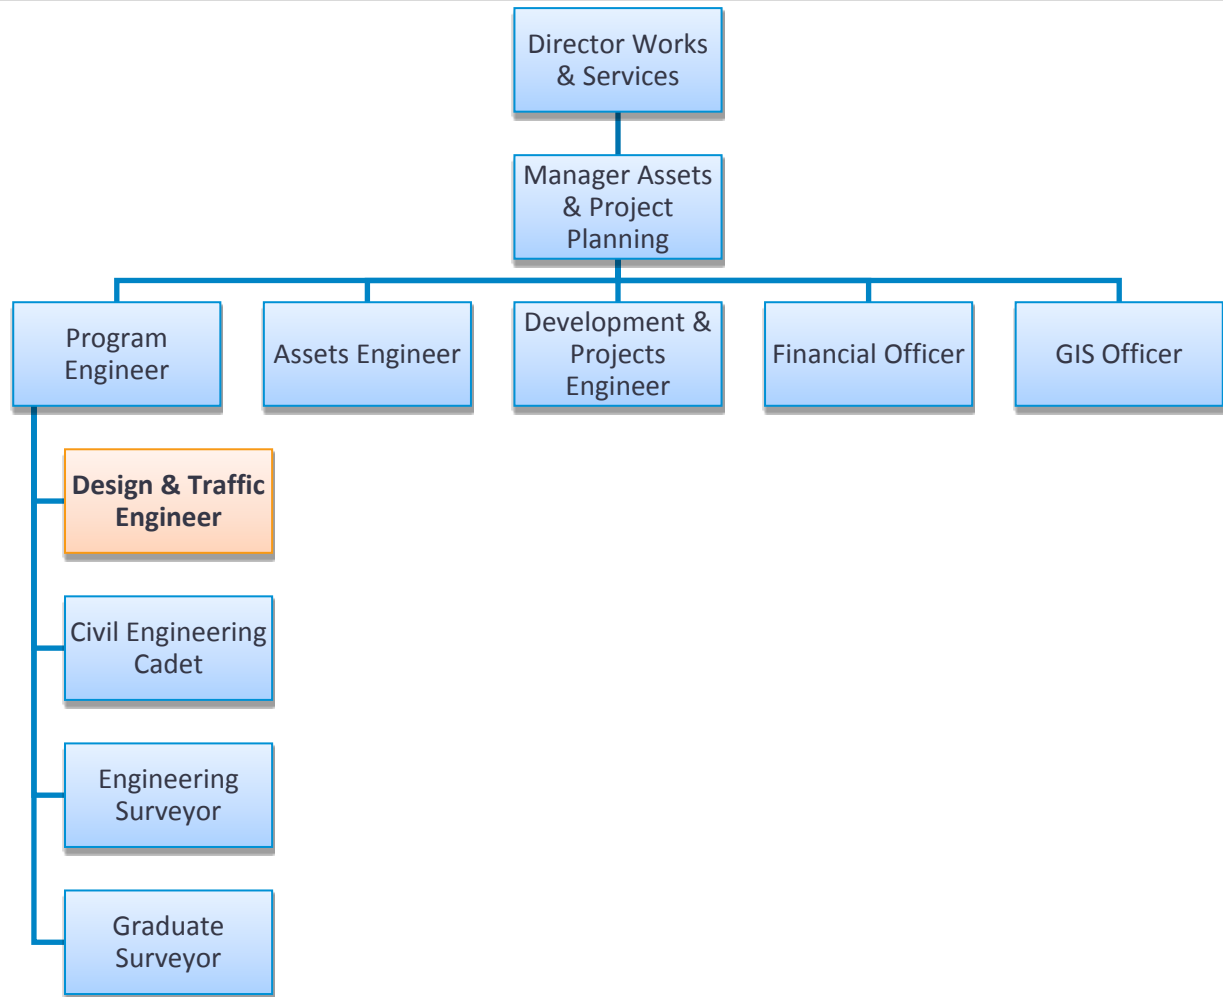 Director Works
& Services
Manager Assets
& Project
Planning
Program
Engineer
Assets Engineer
Development &
Projects
Engineer
Financial Officer
GIS Officer
Design & Traffic
Engineer
Civil Engineering
Cadet
Engineering
Surveyor
Graduate
Surveyor